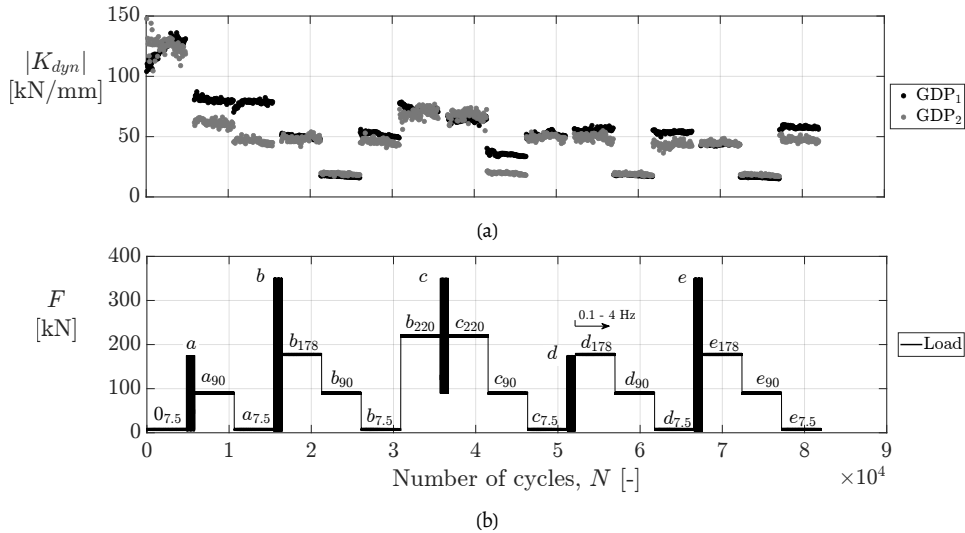 150
100
50
0
|K_dyn|
[kN/mm]
GDP₁
GDP₂
(a)
400
300
200
100
0
F
[kN]
0₇.₅
a
a₉₀
a₇.₅
b
b₁₇₈
b₉₀
b₇.₅
b₂₂₀
c
c₂₂₀
c₉₀
c₇.₅
d
0.1 - 4 Hz
d₁₇₈
d₉₀
d₇.₅
e
e₁₇₈
e₉₀
e₇.₅
Load
0 1 2 3 4 5 6 7 8 9
Number of cycles, N [-]
×10⁴
(b)